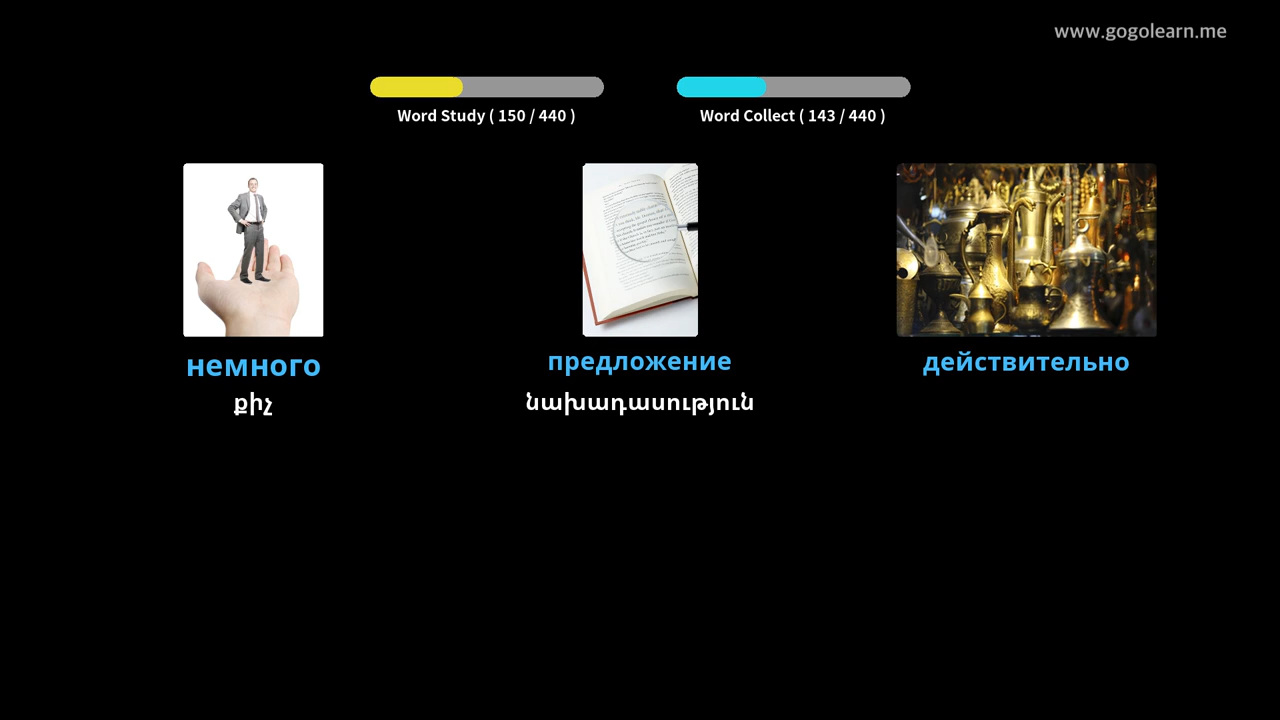 www.gogolearn.me
Word Study ( 150 / 440 )
Word Collect ( 143 / 440 )
немного
предложение
действительно
քիչ
նախադասություն